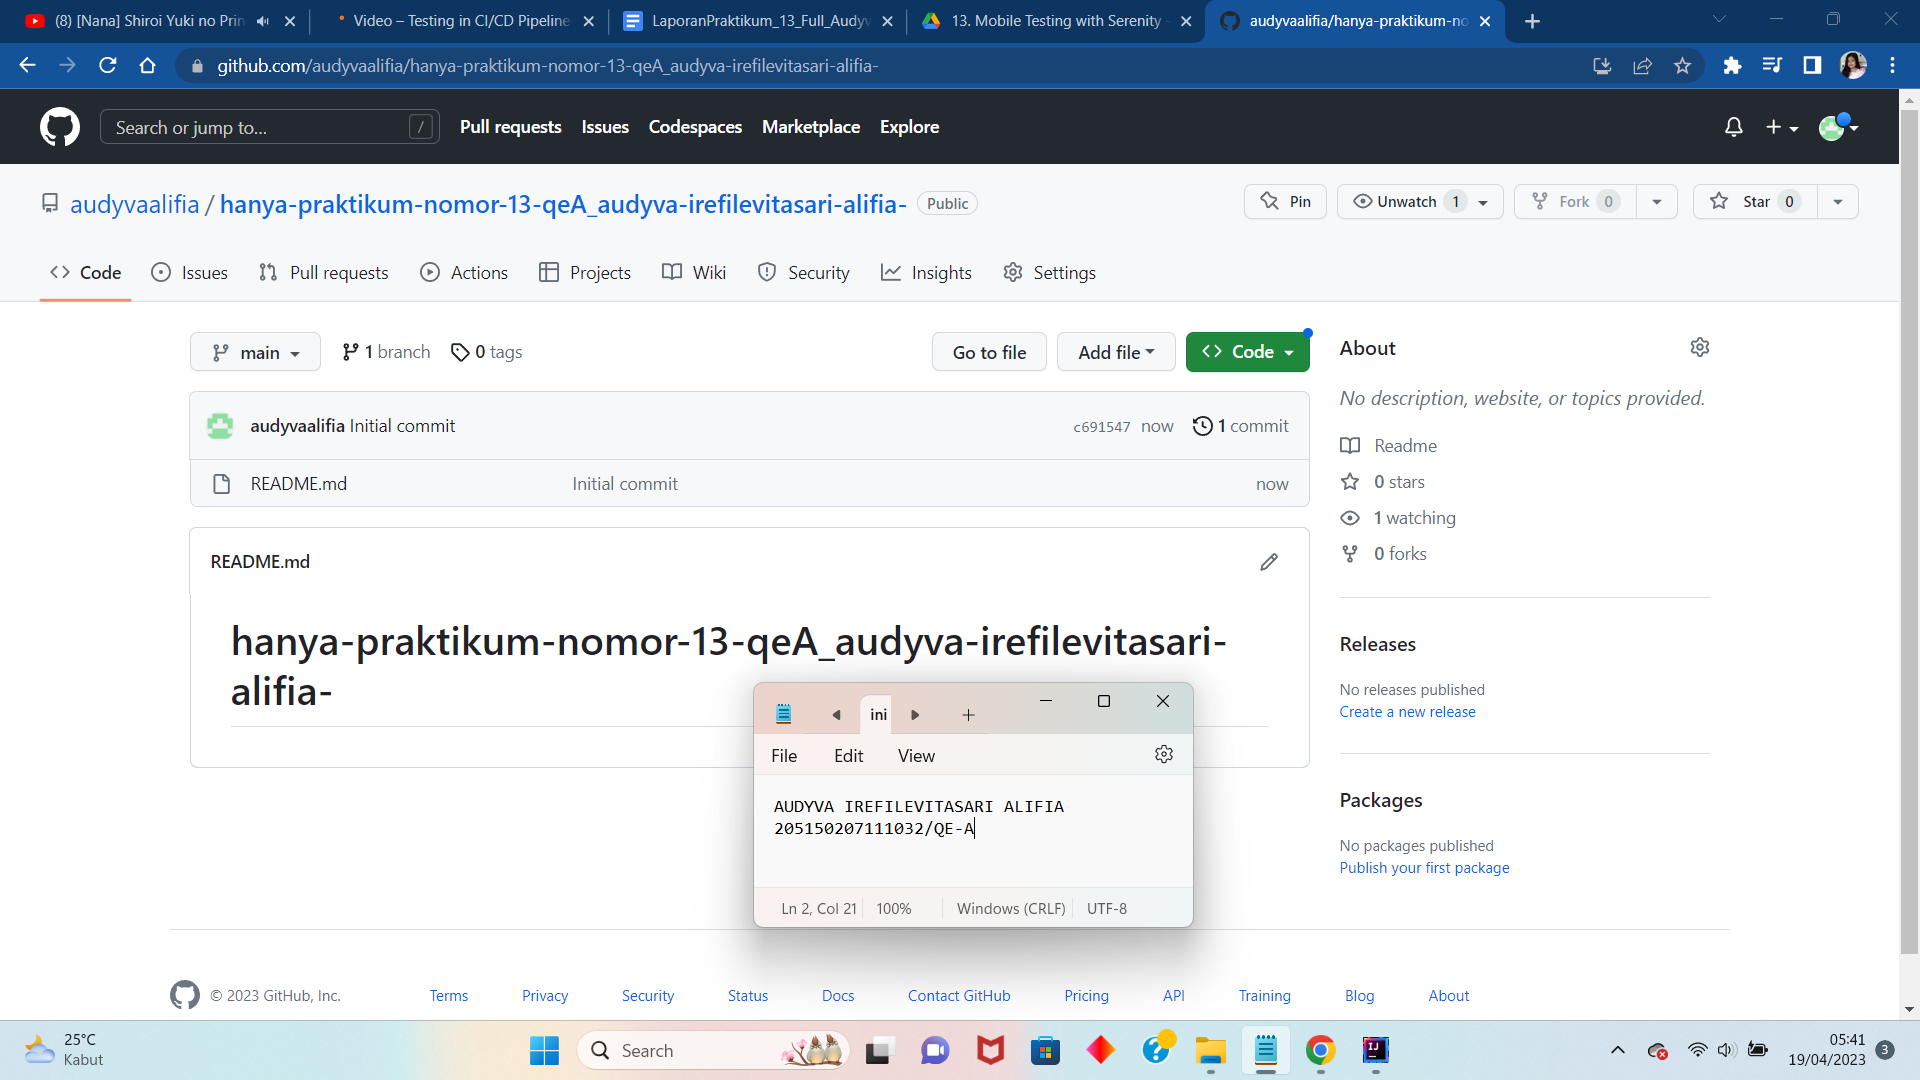 (8) [Nana] Shiroi Yuki no Prin
Video – Testing in CI/CD Pipeline
LaporanPraktikum_13_Full_Audyv
13. Mobile Testing with Serenity -
audyvaalifia/hanya-praktikum-no
github.com/audyvaalifia/hanya-praktikum-nomor-13-qeA_audyva-irefilevitasari-alifia-
Search or jump to...
/
Pull requests
Issues
Codespaces
Marketplace
Explore
audyvaalifia / hanya-praktikum-nomor-13-qeA_audyva-irefilevitasari-alifia-
Public
Pin
Unwatch 1
Fork 0
Star 0
Code
Issues
Pull requests
Actions
Projects
Wiki
Security
Insights
Settings
main
1 branch
0 tags
Go to file
Add file
Code
audyvaalifia Initial commit
c691547 now
1 commit
README.md
Initial commit
now
README.md
hanya-praktikum-nomor-13-qeA_audyva-irefilevitasari-
alifia-
About
No description, website, or topics provided.
Readme
0 stars
1 watching
0 forks
Releases
No releases published
Create a new release
Packages
No packages published
Publish your first package
ini
File
Edit
View
AUDYVA IREFILEVITASARI ALIFIA
205150207111032/QE-A
Ln 2, Col 21
100%
Windows (CRLF)
UTF-8
© 2023 GitHub, Inc.
Terms
Privacy
Security
Status
Docs
Contact GitHub
Pricing
API
Training
Blog
About
25°C
Kabut
Search
IJ
05:41
19/04/2023
3